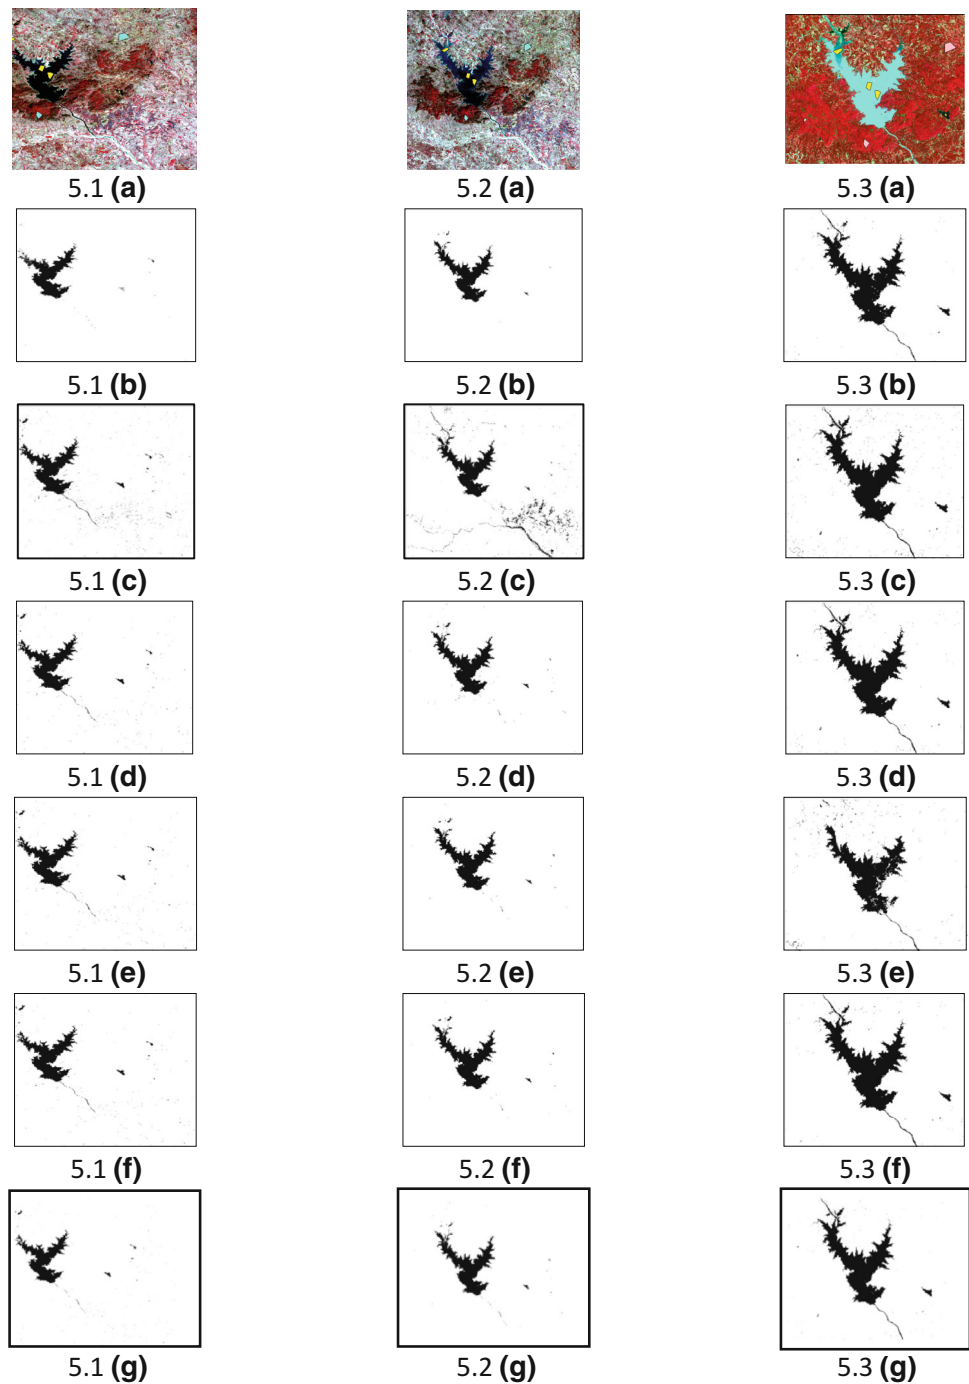 5.1 (a) 5.2 (a) 5.3 (a)
5.1 (b) 5.2 (b) 5.3 (b)
5.1 (c) 5.2 (c) 5.3 (c)
5.1 (d) 5.2 (d) 5.3 (d)
5.1 (e) 5.2 (e) 5.3 (e)
5.1 (f) 5.2 (f) 5.3 (f)
5.1 (g) 5.2 (g) 5.3 (g)